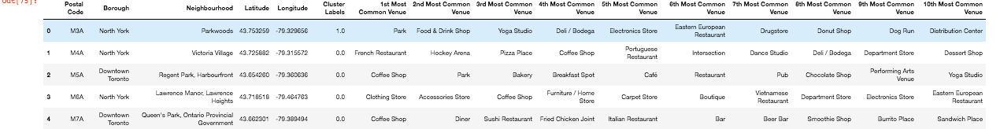 Postal Code Borough Neighbourhood Latitude Longitude Cluster Labels 1st Most Common Venue 2nd Most Common Venue 3rd Most Common Venue 4th Most Common Venue 5th Most Common Venue 6th Most Common Venue 7th Most Common Venue 8th Most Common Venue 9th Most Common Venue 10th Most Common Venue
0 M3A North York Parkwoods 43.753259 -79.329656 1.0 Park Food & Drink Shop Yoga Studio Deli / Bodega Electronics Store Eastern European Restaurant Drugstore Donut Shop Dog Run Distribution Center
1 M4A North York Victoria Village 43.725882 -79.315572 0.0 French Restaurant Hockey Arena Pizza Place Coffee Shop Portuguese Restaurant Intersection Dance Studio Deli / Bodega Department Store Dessert Shop
2 M5A Downtown Toronto Regent Park, Harbourfront 43.654260 -79.360636 0.0 Coffee Shop Park Bakery Breakfast Spot Café Restaurant Pub Chocolate Shop Performing Arts Venue Yoga Studio
3 M6A North York Lawrence Manor, Lawrence Heights 43.718518 -79.464763 0.0 Clothing Store Accessories Store Coffee Shop Furniture / Home Store Carpet Store Boutique Vietnamese Restaurant Department Store Electronics Store Eastern European Restaurant
4 M7A Downtown Toronto Queen's Park, Ontario Provincial Government 43.662301 -79.389494 0.0 Coffee Shop Diner Sushi Restaurant Fried Chicken Joint Italian Restaurant Bar Beer Bar Smoothie Shop Burrito Place Sandwich Place